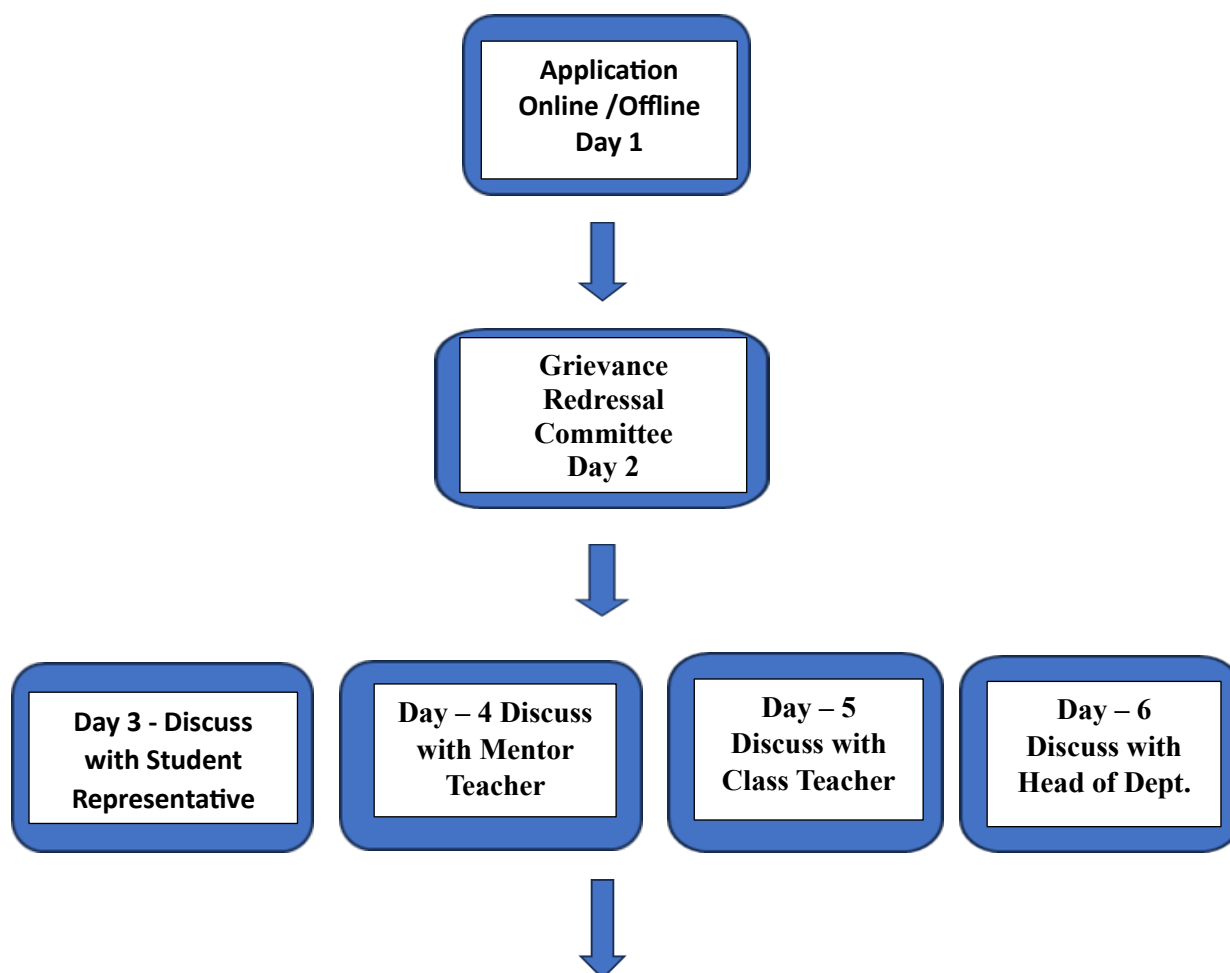 Application
Online /Offline
Day 1
Grievance
Redressal
Committee
Day 2
Day 3 - Discuss
with Student
Representative
Day – 4 Discuss
with Mentor
Teacher
Day – 5
Discuss with
Class Teacher
Day – 6
Discuss with
Head of Dept.